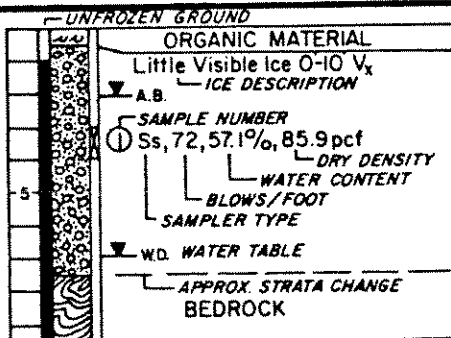 UNFROZEN GROUND
ORGANIC MATERIAL
Little Visible Ice 0-10 Vx
ICE DESCRIPTION
A.B.
SAMPLE NUMBER
1 Ss, 72, 57.1%, 85.9 pcf
DRY DENSITY
WATER CONTENT
5
BLOWS/FOOT
SAMPLER TYPE
W.D. WATER TABLE
APPROX. STRATA CHANGE
BEDROCK